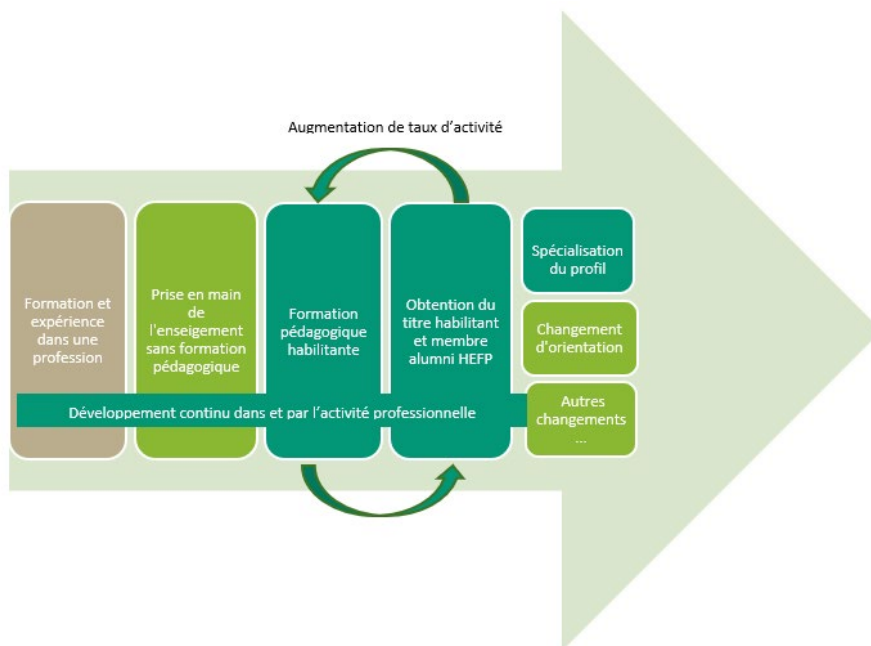 Augmentation de taux d'activité
Formation et
expérience
dans une
profession
Prise en main
de
l'enseigement
sans formation
pédagogique
Formation
pédagogique
habilitante
Obtention du
titre habilitant
et membre
alumni HEFP
Spécialisation
du profil
Changement
d'orientation
Autres
changements
...
Développement continu dans et par l'activité professionnelle